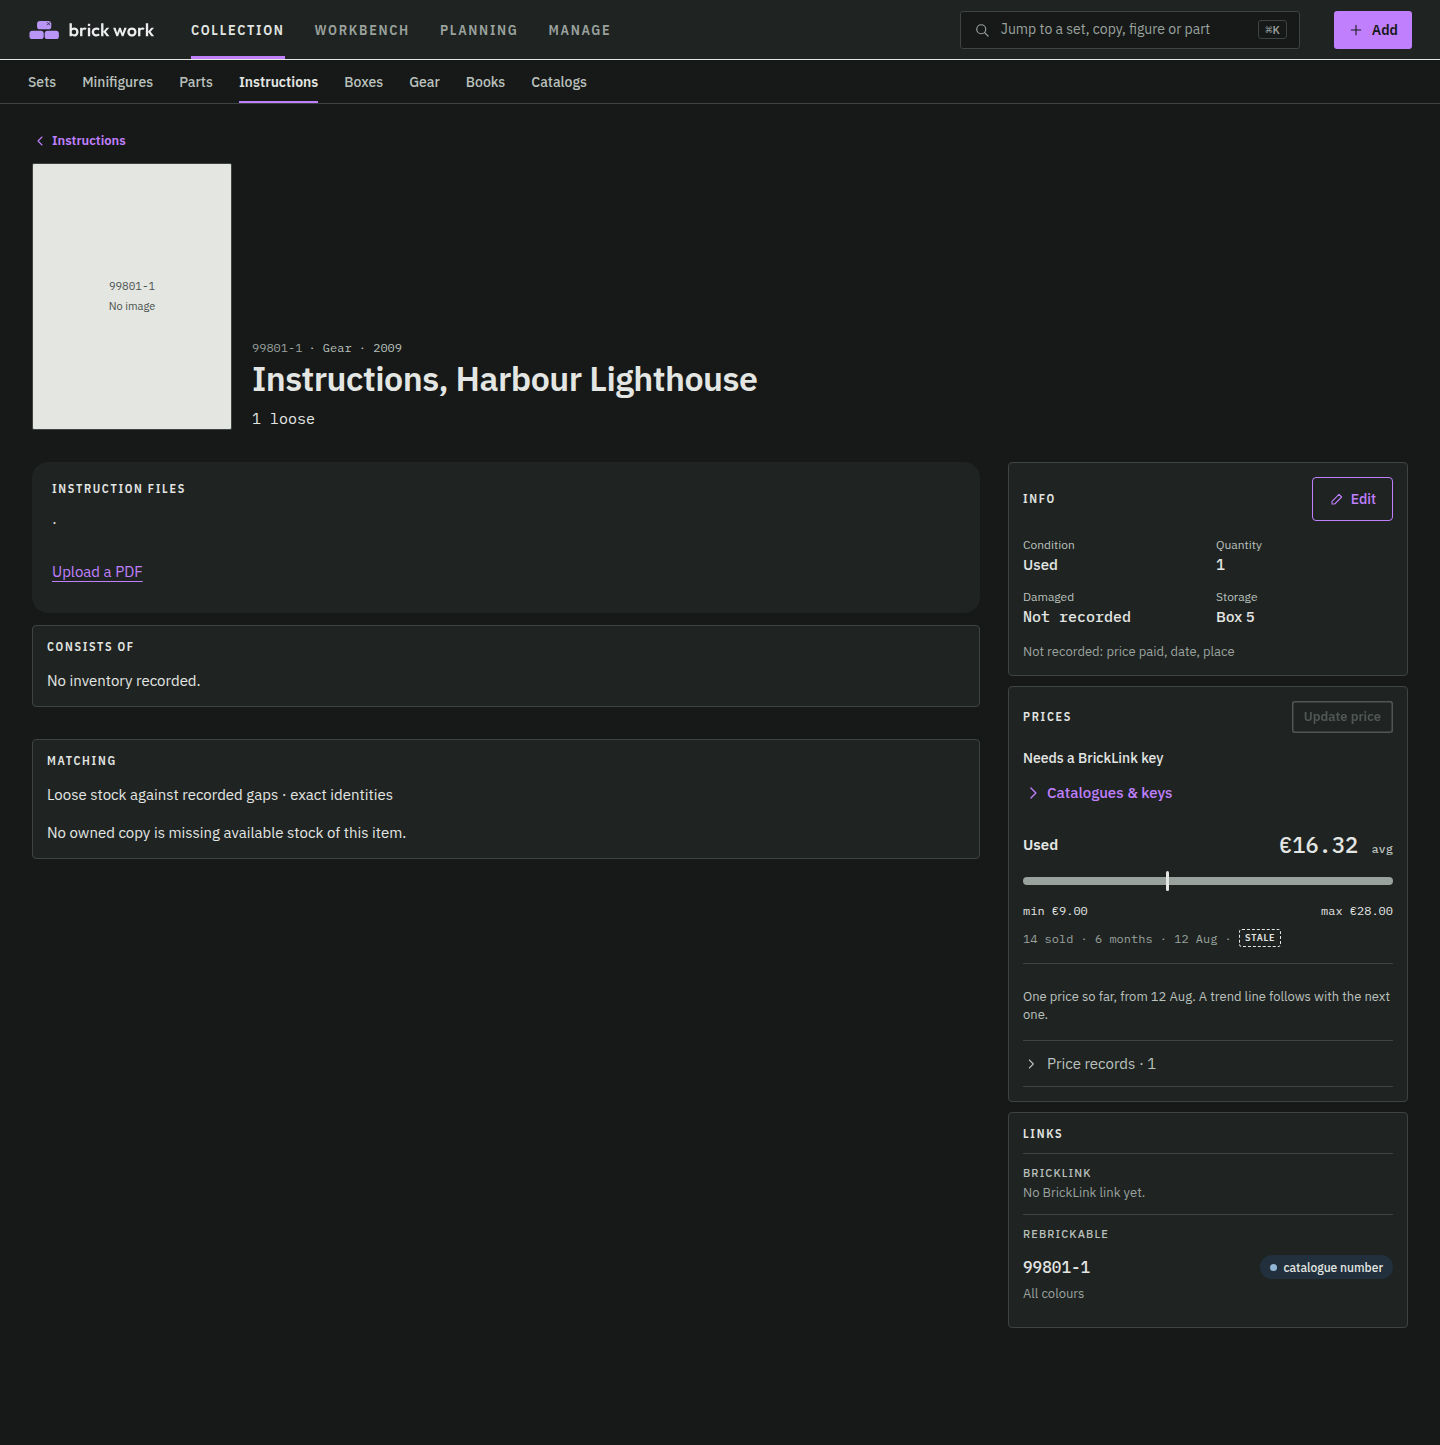 brick work
COLLECTION
WORKBENCH
PLANNING
MANAGE
Jump to a set, copy, figure or part
⌘K
+ Add
Sets
Minifigures
Parts
Instructions
Boxes
Gear
Books
Catalogs
Instructions
99801-1
No image
99801-1 · Gear · 2009
Instructions, Harbour Lighthouse
1 loose
INSTRUCTION FILES
.
Upload a PDF
CONSISTS OF
No inventory recorded.
MATCHING
Loose stock against recorded gaps · exact identities
No owned copy is missing available stock of this item.
INFO
Edit
Condition
Used
Quantity
1
Damaged
Not recorded
Storage
Box 5
Not recorded: price paid, date, place
PRICES
Update price
Needs a BrickLink key
Catalogues & keys
Used
€16.32 avg
min €9.00
max €28.00
14 sold · 6 months · 12 Aug · STALE
One price so far, from 12 Aug. A trend line follows with the next
one.
Price records · 1
LINKS
BRICKLINK
No BrickLink link yet.
REBRICKABLE
99801-1
catalogue number
All colours